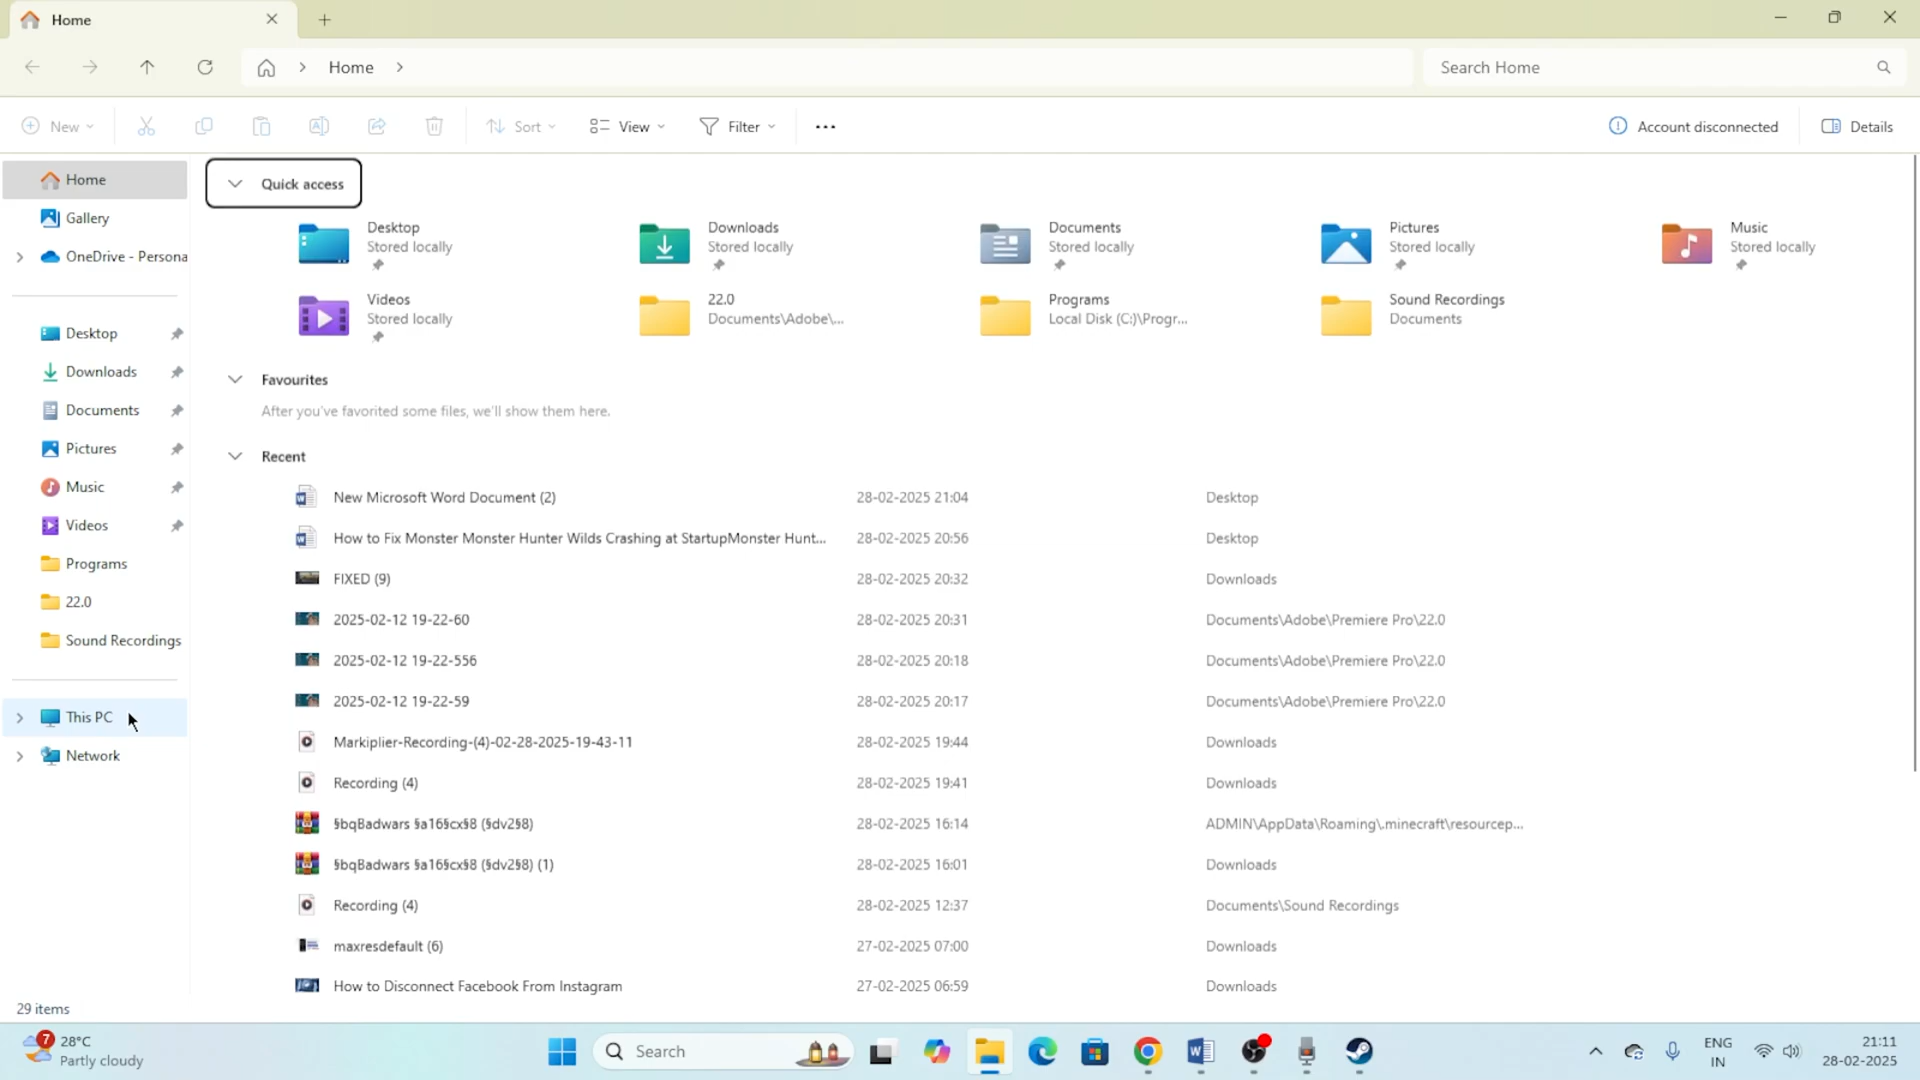 Home
Home
Search Home
New
Sort
View
Filter
Account disconnected
Details
Home
Gallery
OneDrive - Persona
Desktop
Downloads
Documents
Pictures
Music
Videos
Programs
22.0
Sound Recordings
This PC
Network
Quick access
Desktop
Stored locally
Downloads
Stored locally
Documents
Stored locally
Pictures
Stored locally
Music
Stored locally
Videos
Stored locally
22.0
Documents\Adobe\...
Programs
Local Disk (C:)\Progr...
Sound Recordings
Documents
Favourites
After you've favorited some files, we'll show them here.
Recent
New Microsoft Word Document (2) 28-02-2025 21:04 Desktop
How to Fix Monster Monster Hunter Wilds Crashing at StartupMonster Hunt... 28-02-2025 20:56 Desktop
FIXED (9) 28-02-2025 20:32 Downloads
2025-02-12 19-22-60 28-02-2025 20:31 Documents\Adobe\Premiere Pro\22.0
2025-02-12 19-22-556 28-02-2025 20:18 Documents\Adobe\Premiere Pro\22.0
2025-02-12 19-22-59 28-02-2025 20:17 Documents\Adobe\Premiere Pro\22.0
Markiplier-Recording-(4)-02-28-2025-19-43-11 28-02-2025 19:44 Downloads
Recording (4) 28-02-2025 19:41 Downloads
§bqBadwars §a16§cx§8 (§dv2§8) 28-02-2025 16:14 ADMIN\AppData\Roaming\.minecraft\resourcep...
§bqBadwars §a16§cx§8 (§dv2§8) (1) 28-02-2025 16:01 Downloads
Recording (4) 28-02-2025 12:37 Documents\Sound Recordings
maxresdefault (6) 27-02-2025 07:00 Downloads
How to Disconnect Facebook From Instagram 27-02-2025 06:59 Downloads
29 items
7
28°C
Partly cloudy
Search
ENG
IN
21:11
28-02-2025